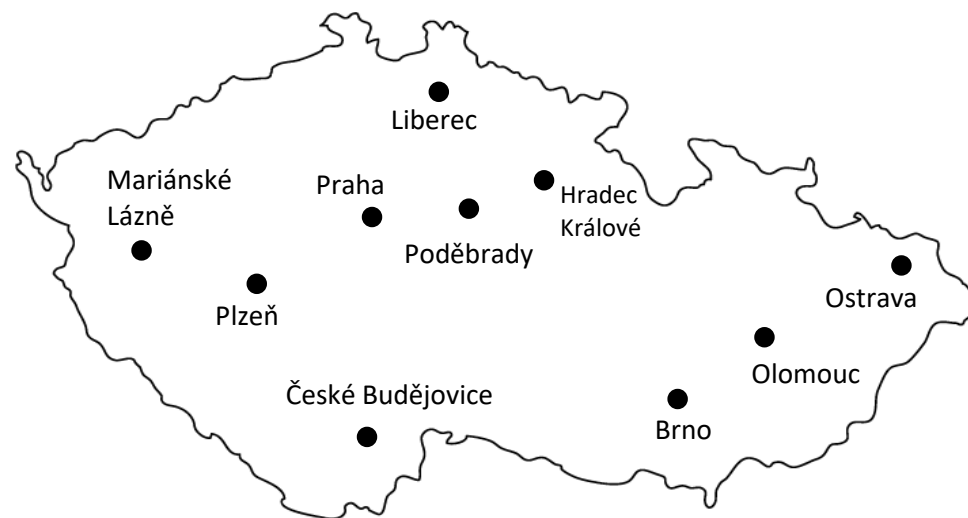 Liberec
Mariánské
Lázně
Praha
Hradec
Králové
Poděbrady
Ostrava
Plzeň
Olomouc
České Budějovice
Brno